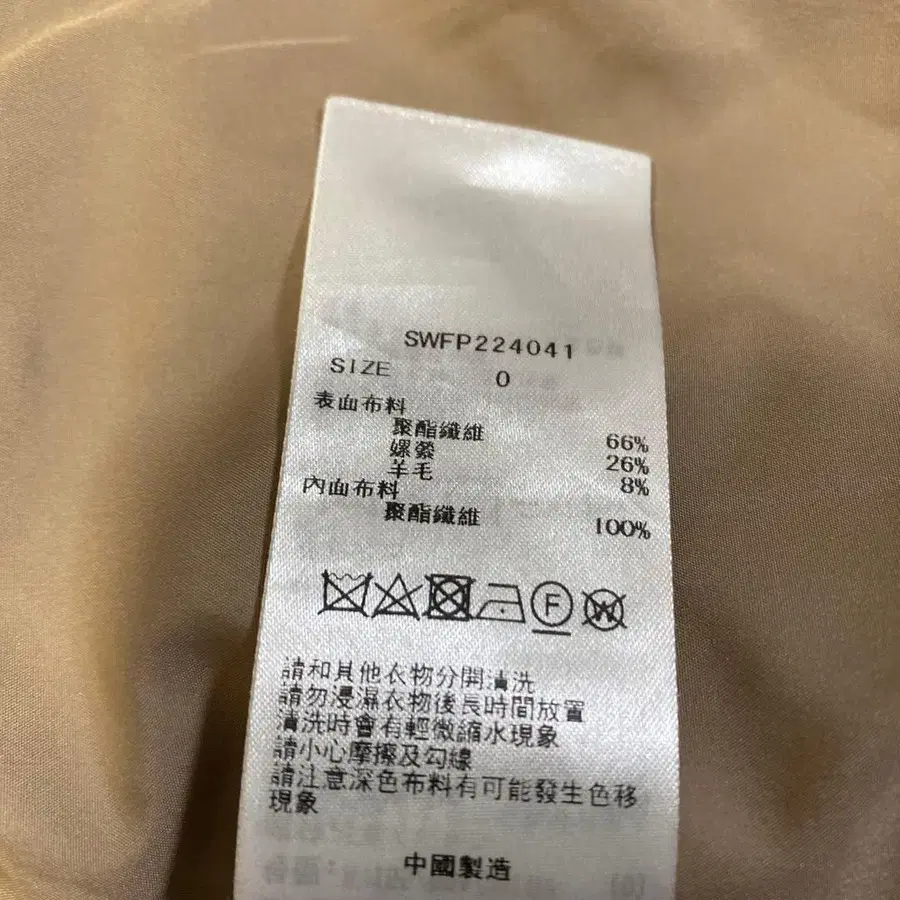 SWFP224041
SIZE 0
表面布料
聚酯纖維 66%
嫘縈 26%
羊毛 8%
內面布料
聚酯纖維 100%
F W
請和其他衣物分開清洗
請勿浸濕衣物後長時間放置
清洗時會有輕微縮水現象
請小心摩擦及勾線
請注意深色布料有可能發生色移
現象
中國製造